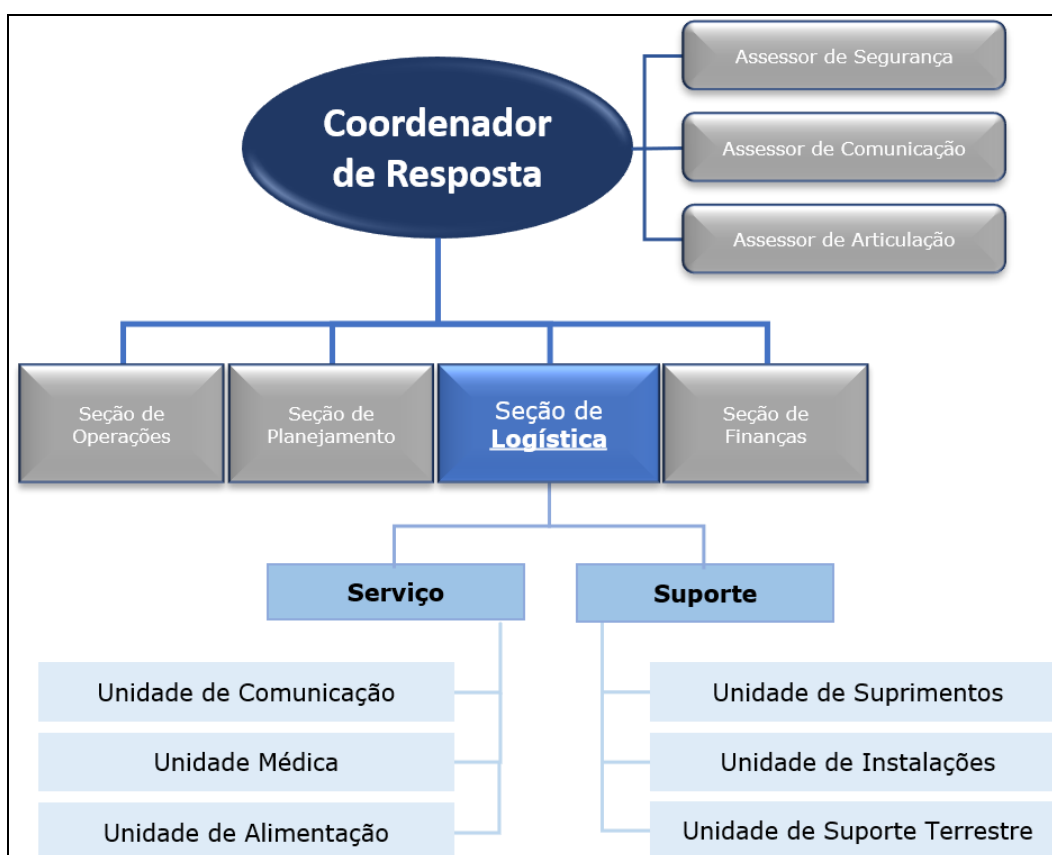 Assessor de Segurança
Coordenador
de Resposta
Assessor de Comunicação
Assessor de Articulação
Seção de
Operações
Seção de
Planejamento
Seção de
Logística
Seção de
Finanças
Serviço
Suporte
Unidade de Comunicação
Unidade Médica
Unidade de Alimentação
Unidade de Suprimentos
Unidade de Instalações
Unidade de Suporte Terrestre